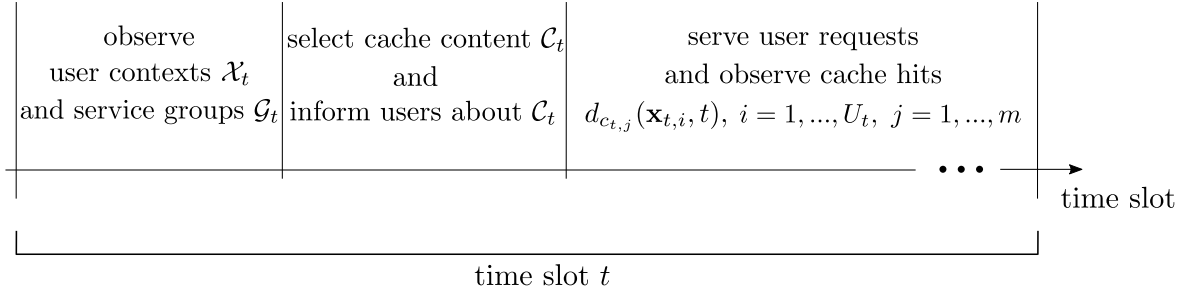 observe
user contexts 𝒳_t
and service groups 𝒢_t
select cache content 𝒞_t
and
inform users about 𝒞_t
serve user requests
and observe cache hits
d_{c_{t,j}}(𝐱_{t,i}, t), i = 1, ..., U_t, j = 1, ..., m
time slot
time slot t